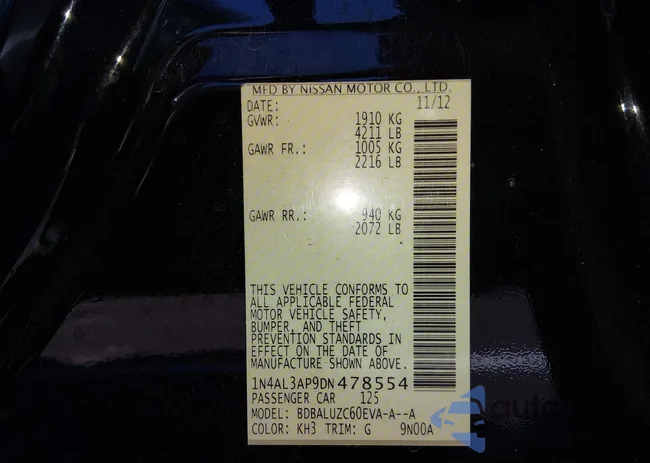 MFD BY NISSAN MOTOR CO., LTD.
DATE: 11/12
GVWR: 1910 KG
4211 LB
GAWR FR.: 1005 KG
2216 LB
GAWR RR.: 940 KG
2072 LB
THIS VEHICLE CONFORMS TO
ALL APPLICABLE FEDERAL
MOTOR VEHICLE SAFETY,
BUMPER, AND THEFT
PREVENTION STANDARDS IN
EFFECT ON THE DATE OF
MANUFACTURE SHOWN ABOVE.
1N4AL3AP9DN478554
PASSENGER CAR 125
MODEL: BDBALUZC60EVA-A--A
COLOR: KH3 TRIM: G 9N00A